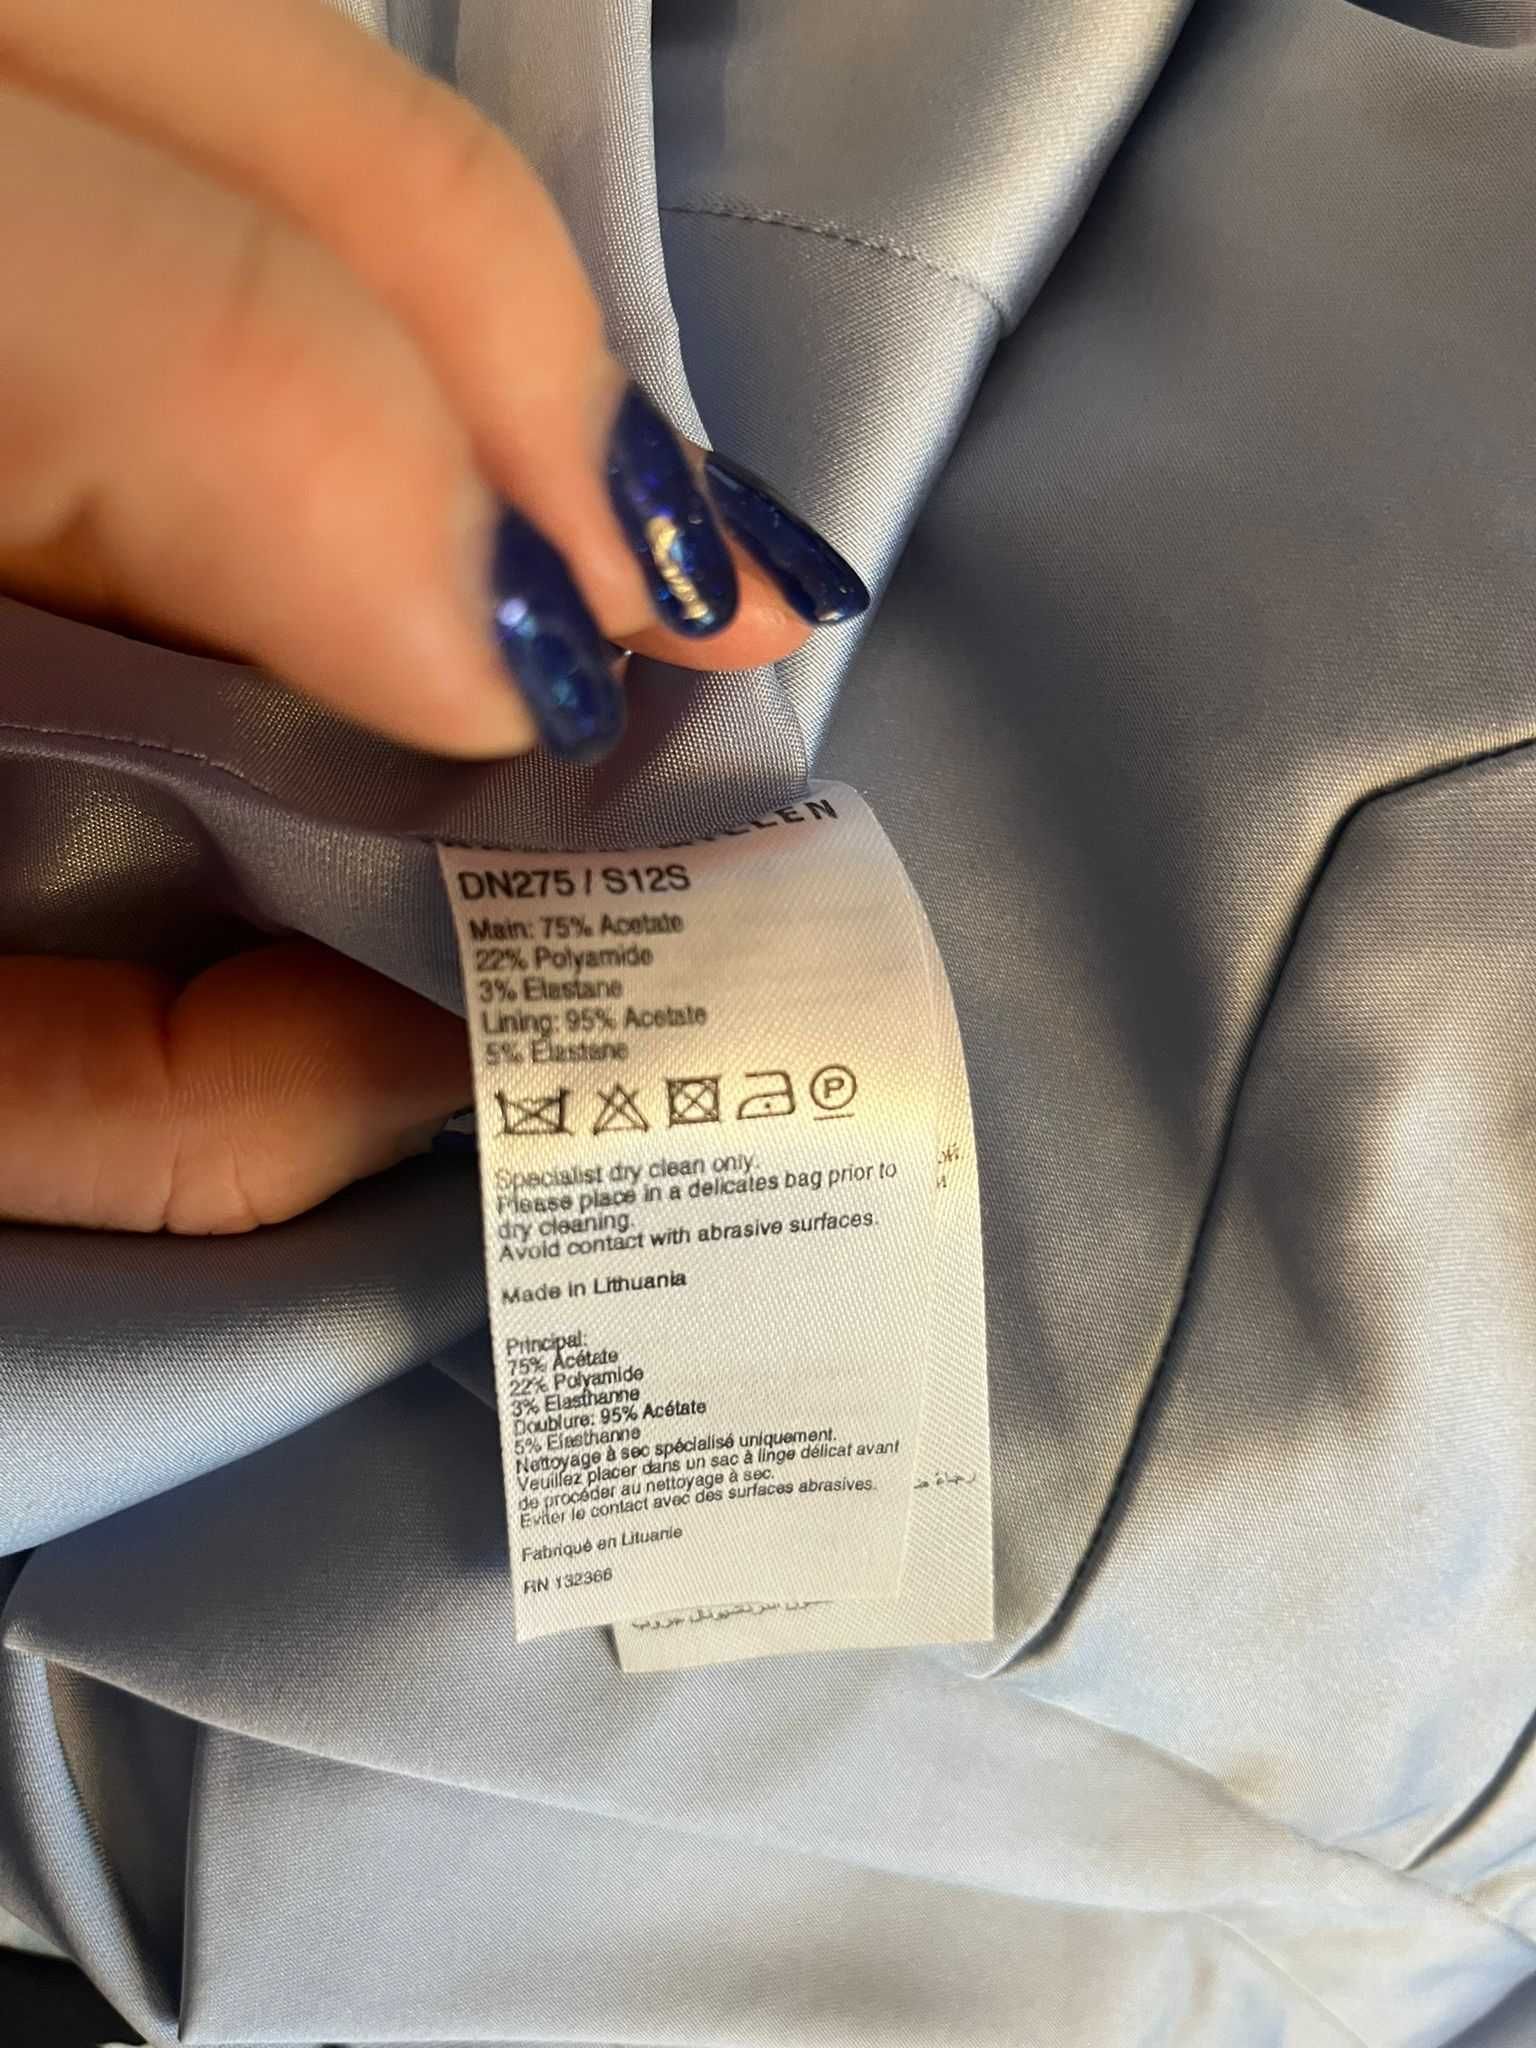 DN275 / S12S
Main: 75% Acetate
22% Polyamide
3% Elastane
Lining: 95% Acetate
5% Elastane
P
Specialist dry clean only.
Please place in a delicates bag prior to
dry cleaning.
Avoid contact with abrasive surfaces.
Made in Lithuania
Principal:
75% Acétate
22% Polyamide
3% Elasthanne
Doublure: 95% Acétate
5% Elasthanne
Nettoyage à sec spécialisé uniquement.
Veuillez placer dans un sac à linge délicat avant
de procéder au nettoyage à sec.
Eviter le contact avec des surfaces abrasives.
Fabriqué en Lituanie
RN 132366